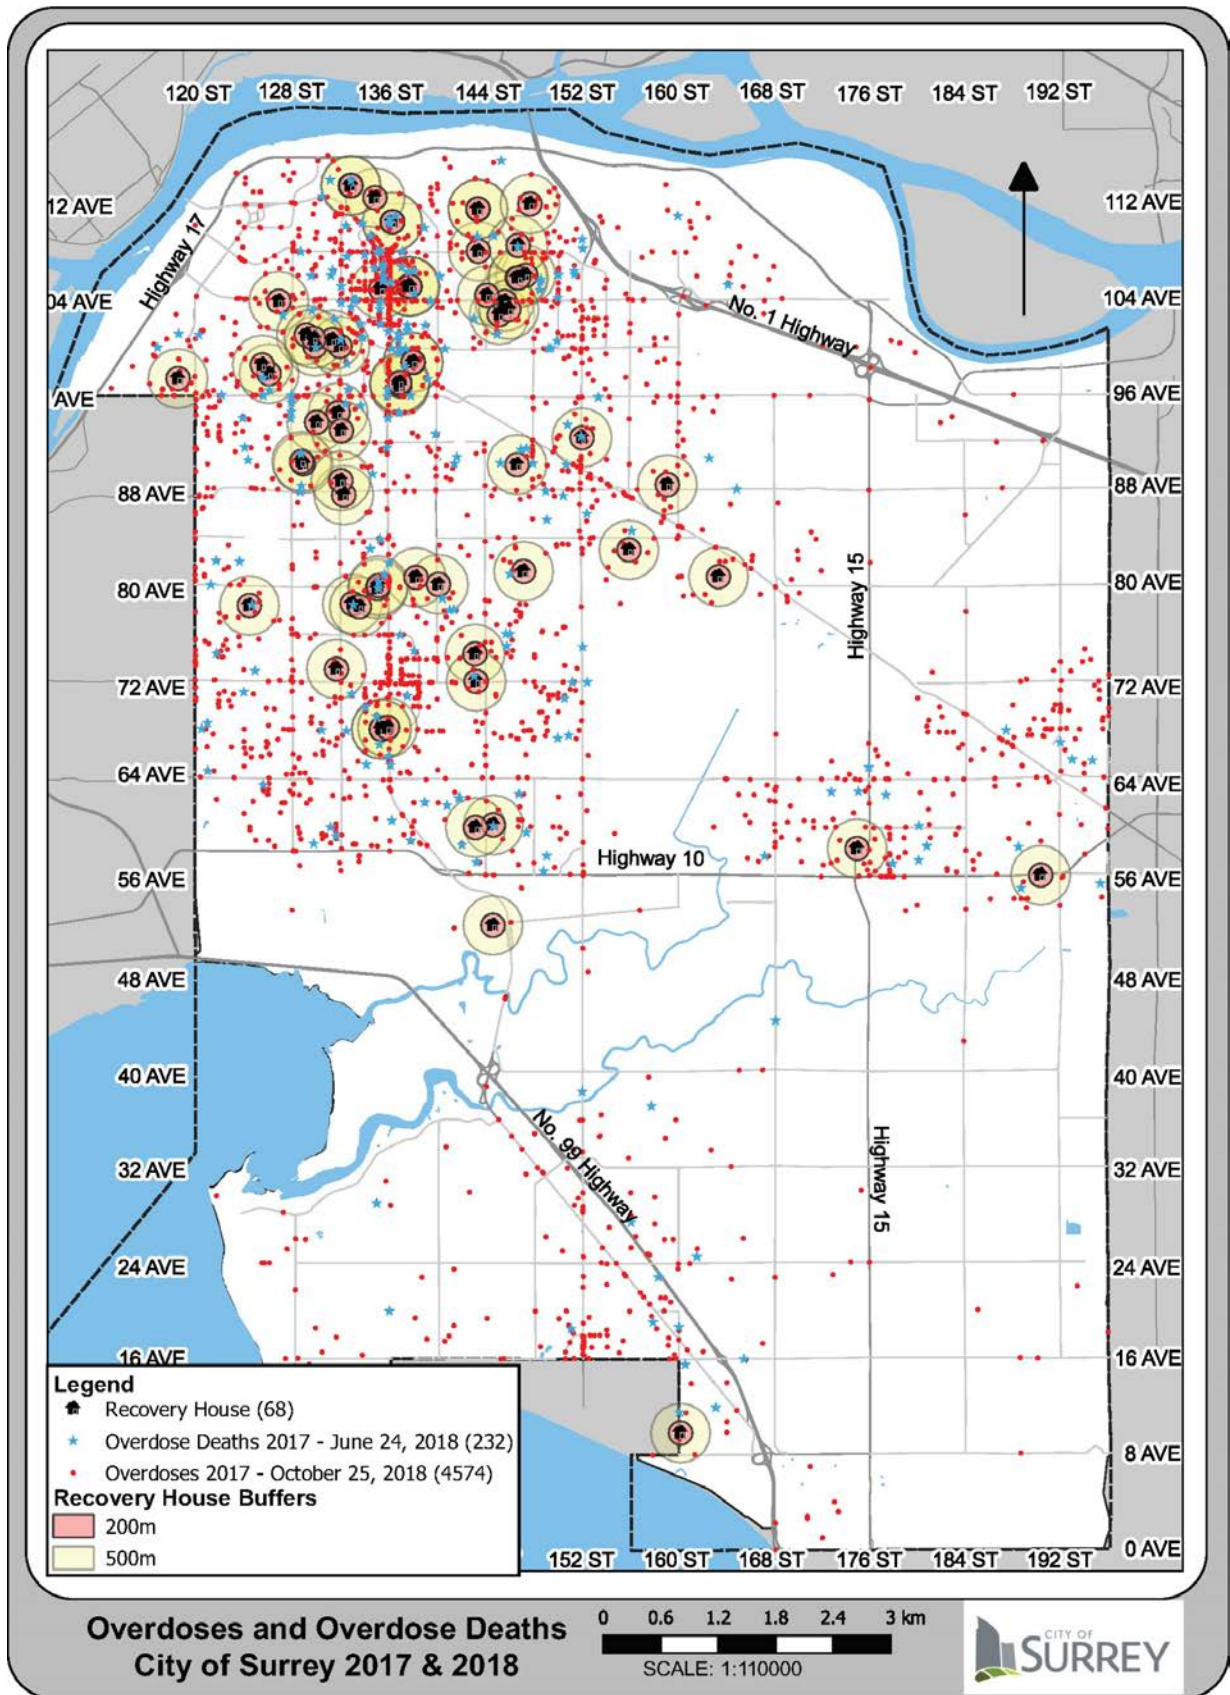 120 ST 128 ST 136 ST 144 ST 152 ST 160 ST 168 ST 176 ST 184 ST 192 ST
12 AVE
112 AVE
Highway 17
04 AVE
104 AVE
No. 1 Highway
AVE
96 AVE
88 AVE
88 AVE
Highway 15
80 AVE
80 AVE
72 AVE
72 AVE
64 AVE
64 AVE
Highway 10
56 AVE
56 AVE
48 AVE
48 AVE
40 AVE
40 AVE
No. 99 Highway
Highway 15
32 AVE
32 AVE
24 AVE
24 AVE
16 AVE
16 AVE
Legend
Recovery House (68)
Overdose Deaths 2017 - June 24, 2018 (232)
Overdoses 2017 - October 25, 2018 (4574)
Recovery House Buffers
200m
500m
8 AVE
0 AVE
152 ST 160 ST 168 ST 176 ST 184 ST 192 ST
Overdoses and Overdose Deaths
City of Surrey 2017 & 2018
0 0.6 1.2 1.8 2.4 3 km
SCALE: 1:110000
CITY OF
SURREY